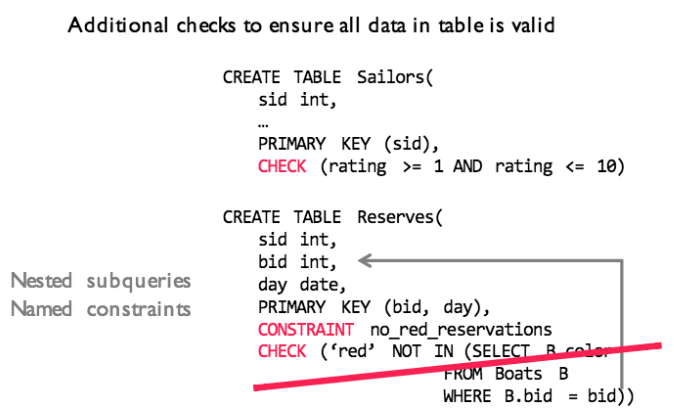 Additional checks to ensure all data in table is valid
CREATE TABLE Sailors(
sid int,
…
PRIMARY KEY (sid),
CHECK (rating >= 1 AND rating <= 10)
CREATE TABLE Reserves(
sid int,
bid int,
day date,
PRIMARY KEY (bid, day),
CONSTRAINT no_red_reservations
CHECK (‘red’ NOT IN (SELECT B.color
FROM Boats B
WHERE B.bid = bid))
Nested subqueries
Named constraints